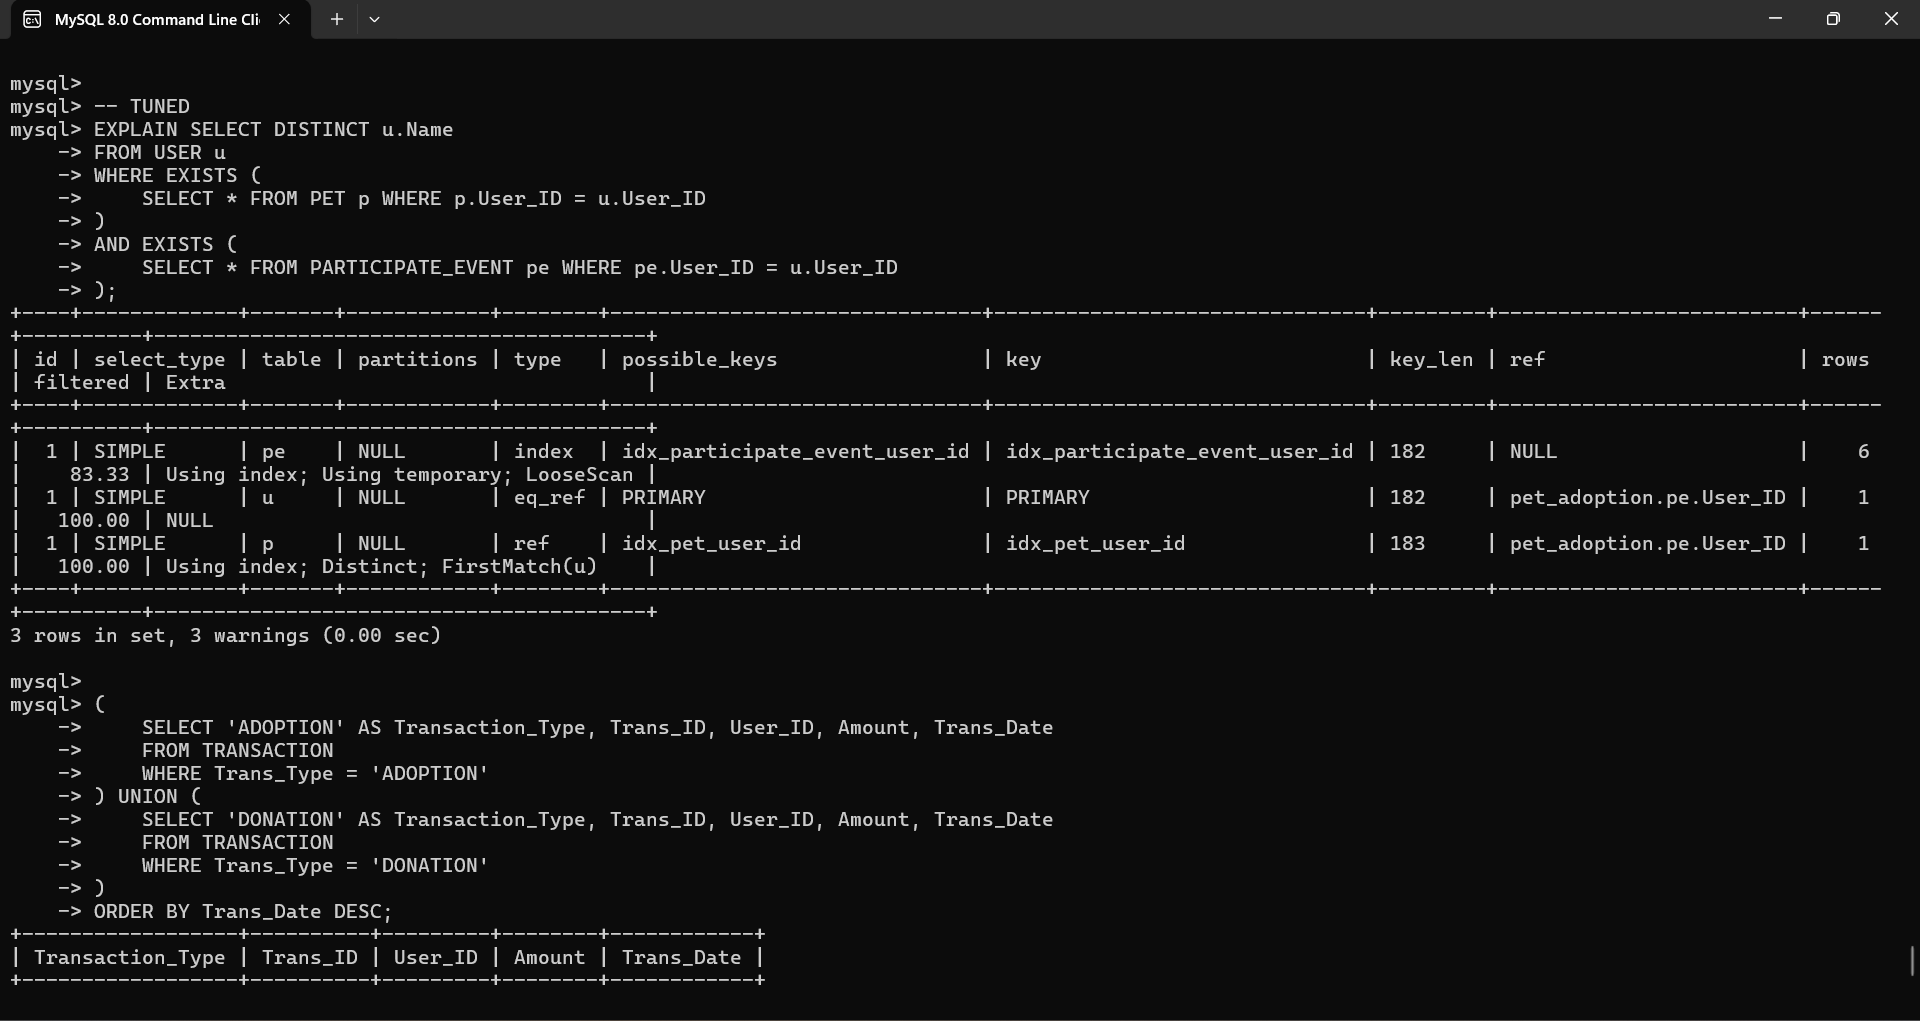 MySQL 8.0 Command Line Cli
mysql>
mysql> -- TUNED
mysql> EXPLAIN SELECT DISTINCT u.Name
    -> FROM USER u
    -> WHERE EXISTS (
    ->     SELECT * FROM PET p WHERE p.User_ID = u.User_ID
    -> )
    -> AND EXISTS (
    ->     SELECT * FROM PARTICIPATE_EVENT pe WHERE pe.User_ID = u.User_ID
    -> );
+----+-------------+-------+------------+--------+-------------------------------+-------------------------------+---------+-------------------------+------
+----------+-----------------------------------------+
| id | select_type | table | partitions | type   | possible_keys                 | key                           | key_len | ref                     | rows
| filtered | Extra                                   |
+----+-------------+-------+------------+--------+-------------------------------+-------------------------------+---------+-------------------------+------
+----------+-----------------------------------------+
|  1 | SIMPLE      | pe    | NULL       | index  | idx_participate_event_user_id | idx_participate_event_user_id | 182     | NULL                    |    6
|    83.33 | Using index; Using temporary; LooseScan |
|  1 | SIMPLE      | u     | NULL       | eq_ref | PRIMARY                       | PRIMARY                       | 182     | pet_adoption.pe.User_ID |    1
|   100.00 | NULL                                    |
|  1 | SIMPLE      | p     | NULL       | ref    | idx_pet_user_id               | idx_pet_user_id               | 183     | pet_adoption.pe.User_ID |    1
|   100.00 | Using index; Distinct; FirstMatch(u)    |
+----+-------------+-------+------------+--------+-------------------------------+-------------------------------+---------+-------------------------+------
+----------+-----------------------------------------+
3 rows in set, 3 warnings (0.00 sec)
mysql>
mysql> (
    ->     SELECT 'ADOPTION' AS Transaction_Type, Trans_ID, User_ID, Amount, Trans_Date
    ->     FROM TRANSACTION
    ->     WHERE Trans_Type = 'ADOPTION'
    -> ) UNION (
    ->     SELECT 'DONATION' AS Transaction_Type, Trans_ID, User_ID, Amount, Trans_Date
    ->     FROM TRANSACTION
    ->     WHERE Trans_Type = 'DONATION'
    -> )
    -> ORDER BY Trans_Date DESC;
+------------------+----------+---------+--------+------------+
| Transaction_Type | Trans_ID | User_ID | Amount | Trans_Date |
+------------------+----------+---------+--------+------------+